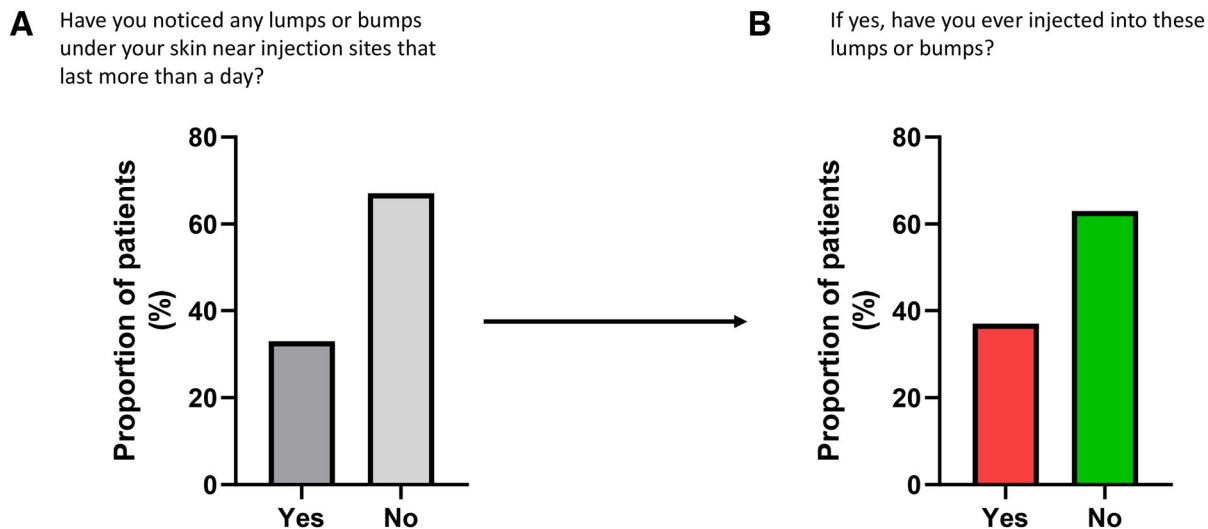 A
Have you noticed any lumps or bumps
under your skin near injection sites that
last more than a day?
Proportion of patients
(%)
80
60
40
20
0
Yes No
B
If yes, have you ever injected into these
lumps or bumps?
Proportion of patients
(%)
80
60
40
20
0
Yes No